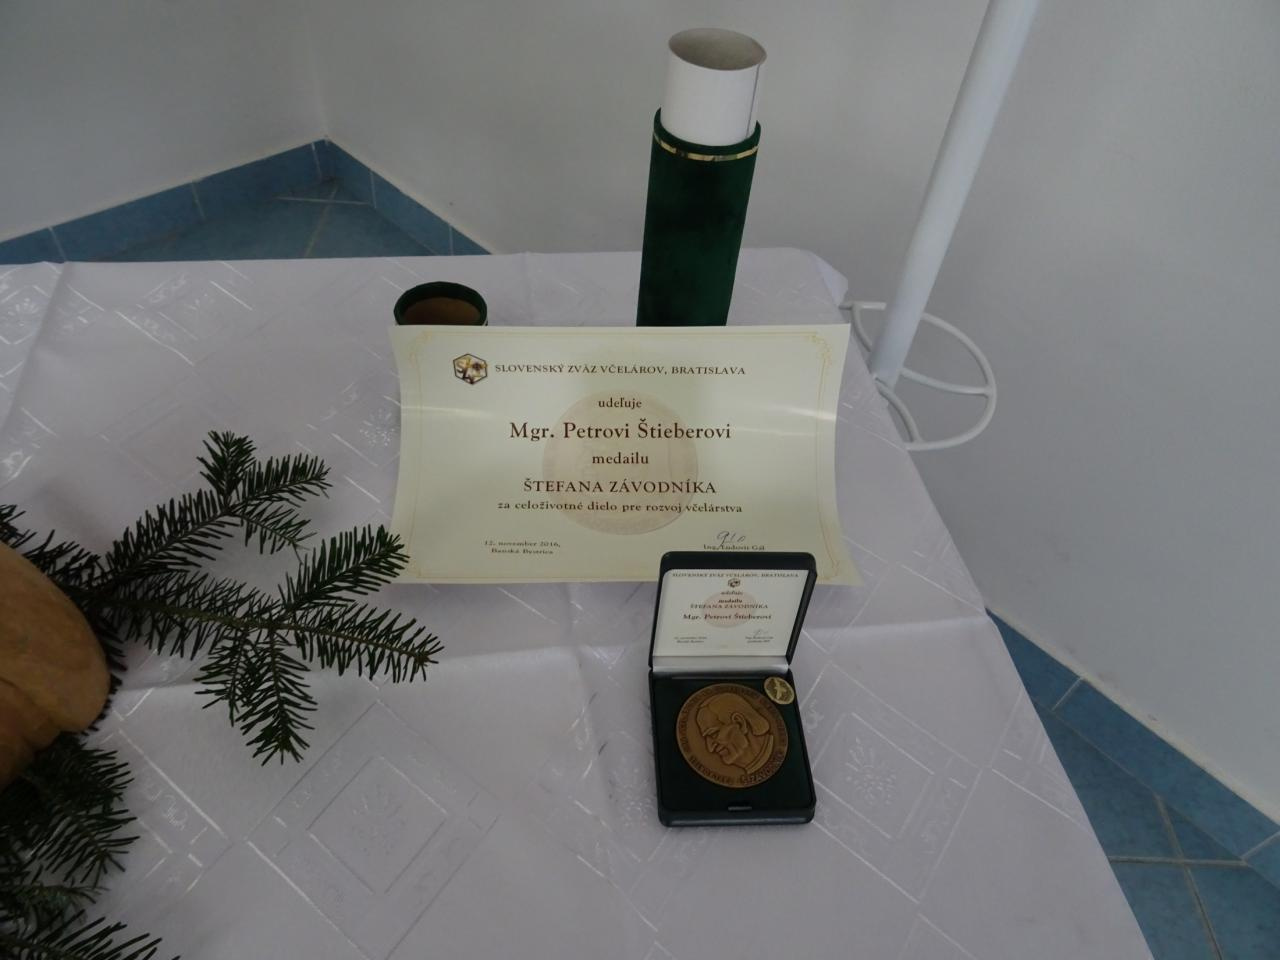 SLOVENSKÝ ZVÄZ VČELÁROV, BRATISLAVA
udeľuje
Mgr. Petrovi Štieberovi
medailu
ŠTEFANA ZÁVODNÍKA
za celoživotné dielo pre rozvoj včelárstva
12. november 2016,
Banská Bystrica
Ing. Ľudovít Gál
SLOVENSKÝ ZVÄZ VČELÁROV, BRATISLAVA
udeľuje
medailu
ŠTEFANA ZÁVODNÍKA
Mgr. Petrovi Štieberovi